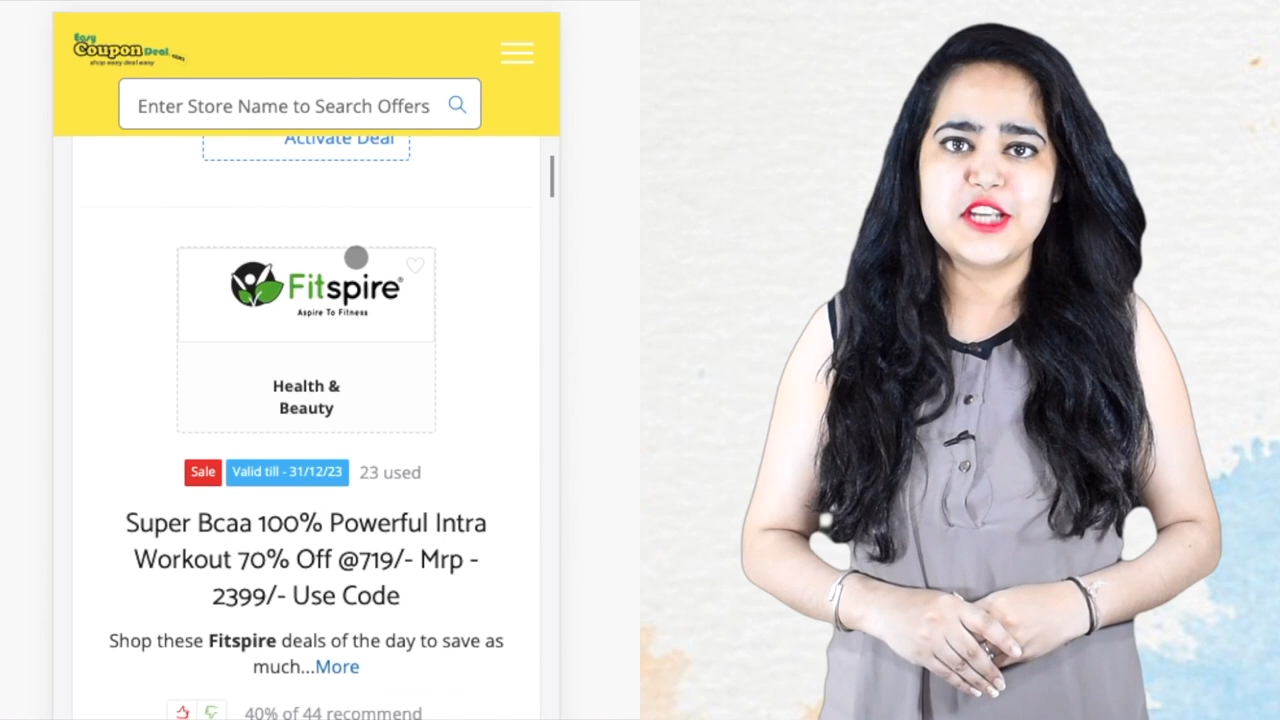 Easy
Coupon Deal .com
shop easy deal easy
Enter Store Name to Search Offers
Activate Deal
Fitspire®
Aspire To Fitness
Health &
Beauty
Sale Valid till - 31/12/23 23 used
Super Bcaa 100% Powerful Intra
Workout 70% Off @719/- Mrp -
2399/- Use Code
Shop these Fitspire deals of the day to save as
much...More
40% of 44 recommend